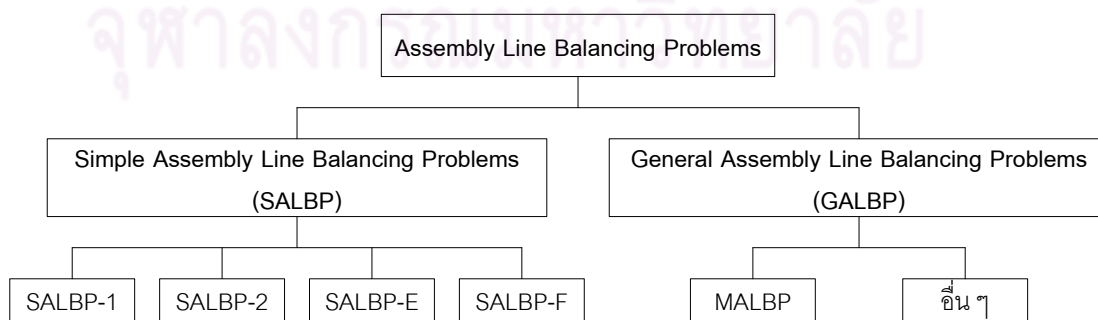 จุฬาลงกรณมหาวิทยาลัย
Assembly Line Balancing Problems
Simple Assembly Line Balancing Problems
(SALBP)
General Assembly Line Balancing Problems
(GALBP)
SALBP-1
SALBP-2
SALBP-E
SALBP-F
MALBP
อื่น ๆ